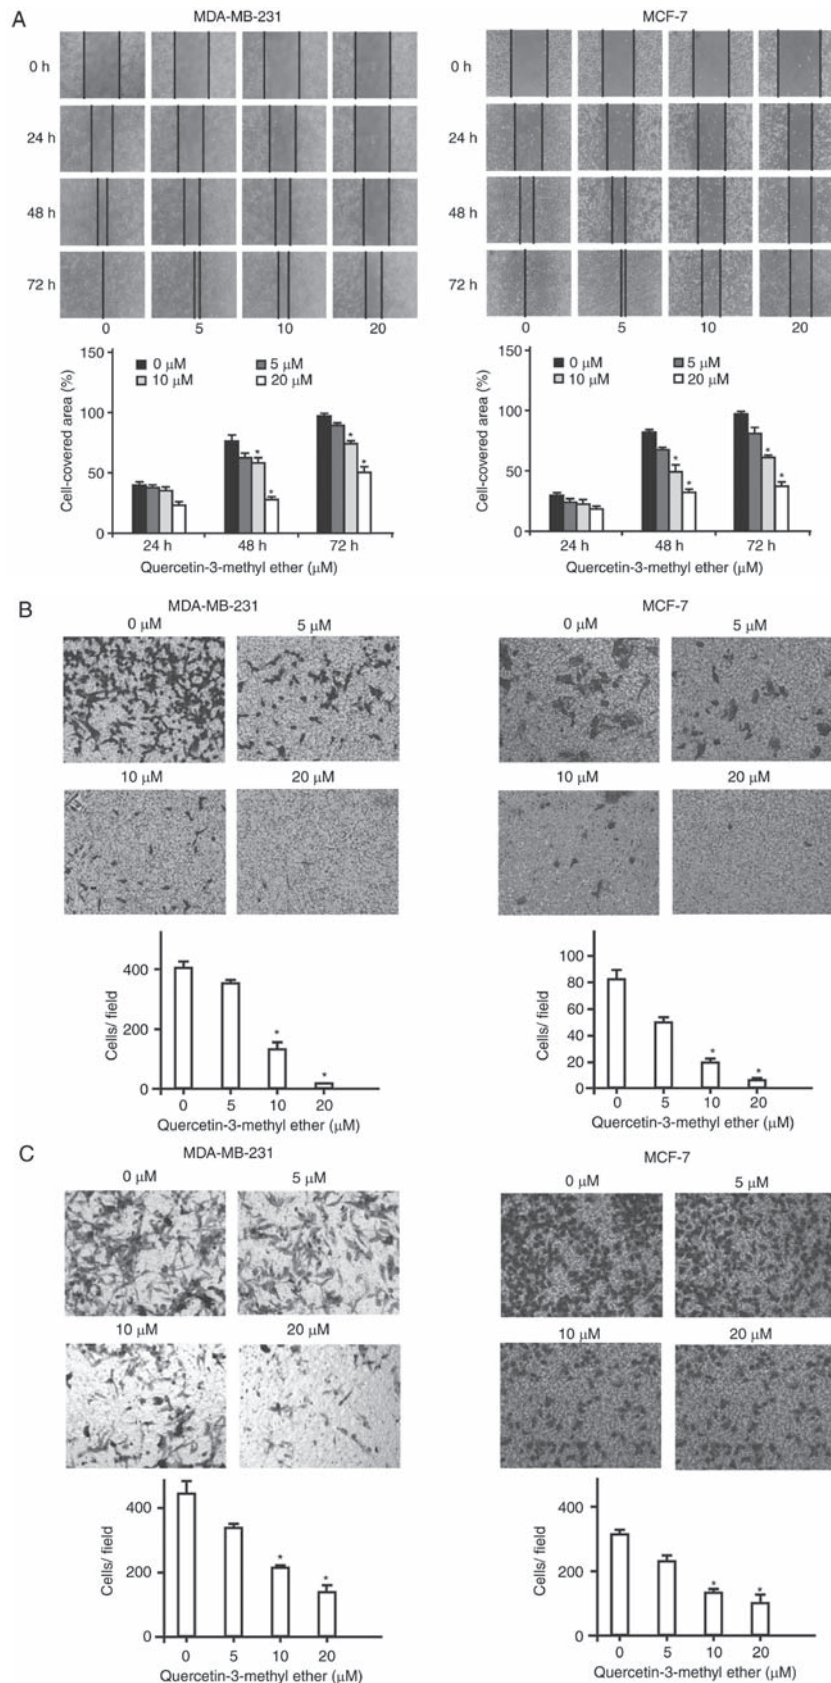 A
MDA-MB-231
MCF-7
0 h
24 h
48 h
72 h
0 5 10 20
0 h
24 h
48 h
72 h
0 5 10 20
150
100
50
0
Cell-covered area (%)
0 µM 5 µM
10 µM 20 µM
* * * *
24 h 48 h 72 h
Quercetin-3-methyl ether (µM)
150
100
50
0
Cell-covered area (%)
0 µM 5 µM
10 µM 20 µM
* * * *
24 h 48 h 72 h
Quercetin-3-methyl ether (µM)
B
MDA-MB-231
0 µM 5 µM
10 µM 20 µM
400
200
0
Cells/ field
* *
0 5 10 20
Quercetin-3-methyl ether (µM)
MCF-7
0 µM 5 µM
10 µM 20 µM
100
80
60
40
20
0
Cells/ field
* *
0 5 10 20
Quercetin-3-methyl ether (µM)
C
MDA-MB-231
0 µM 5 µM
10 µM 20 µM
400
200
0
Cells/ field
* *
0 5 10 20
Quercetin-3-methyl ether (µM)
MCF-7
0 µM 5 µM
10 µM 20 µM
400
200
0
Cells/ field
* *
0 5 10 20
Quercetin-3-methyl ether (µM)